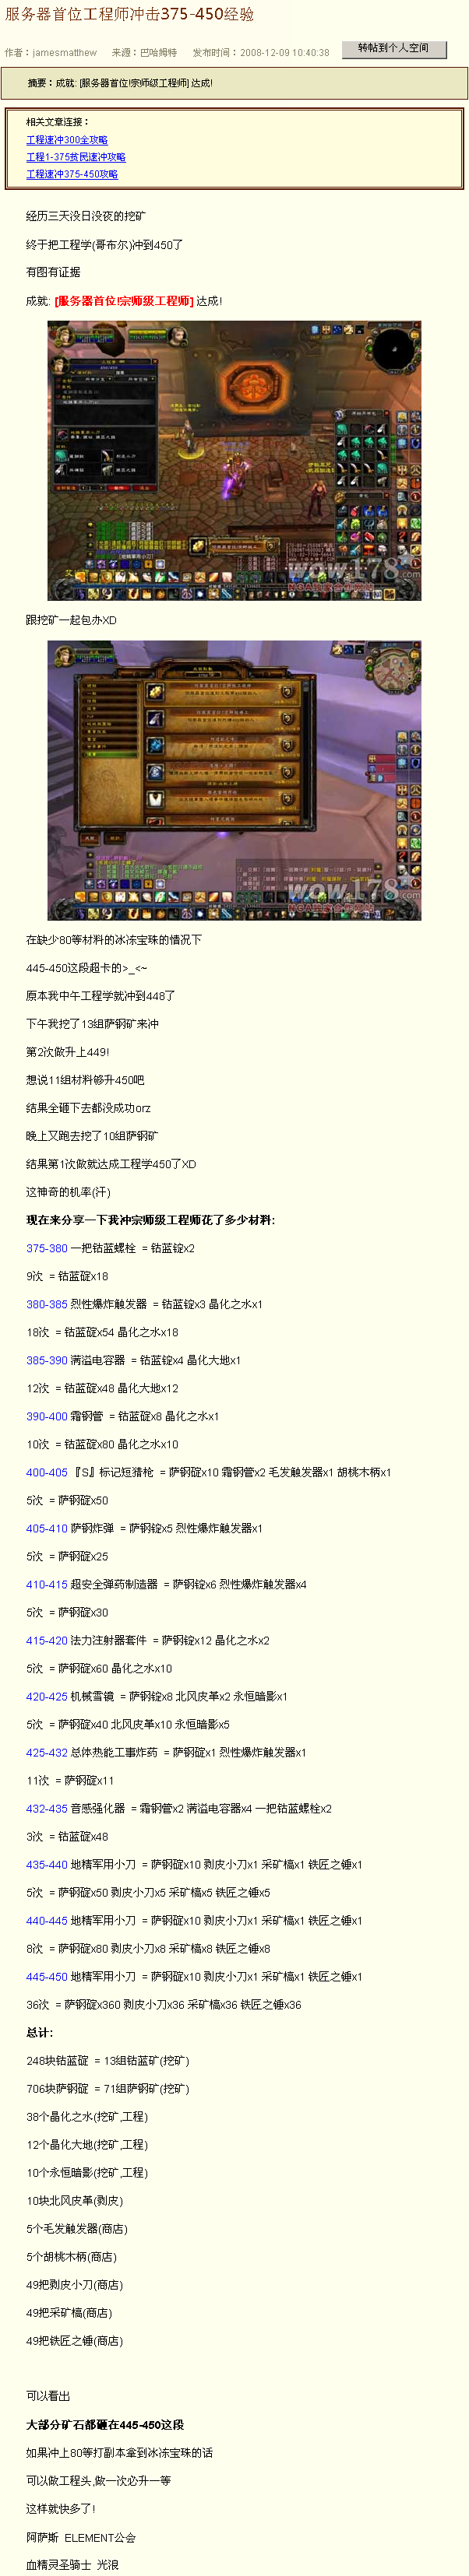 服务器首位工程师冲击375-450经验
作者：jamesmatthew 来源：巴哈姆特 发布时间：2008-12-09 10:40:38 转帖到个人空间
摘要：成就: [服务器首位!宗师级工程师] 达成!
相关文章连接：
工程速冲300全攻略
工程1-375贫民速冲攻略
工程速冲375-450攻略
经历三天没日没夜的挖矿
终于把工程学(哥布尔)冲到450了
有图有证据
成就: [服务器首位!宗师级工程师] 达成!
wow.178.com
跟挖矿一起包办XD
wow.178.com
在缺少80等材料的冰冻宝珠的情况下
445-450这段超卡的>_<~
原本我中午工程学就冲到448了
下午我挖了13组萨钢矿来冲
第2次做升上449!
想说11组材料够升450吧
结果全砸下去都没成功orz
晚上又跑去挖了10组萨钢矿
结果第1次做就达成工程学450了XD
这神奇的机率(汗)
现在来分享一下我冲宗师级工程师花了多少材料:
375-380 一把钴蓝螺栓 = 钴蓝锭x2
9次 = 钴蓝碇x18
380-385 烈性爆炸触发器 = 钴蓝锭x3 晶化之水x1
18次 = 钴蓝碇x54 晶化之水x18
385-390 满溢电容器 = 钴蓝锭x4 晶化大地x1
12次 = 钴蓝碇x48 晶化大地x12
390-400 霜钢管 = 钴蓝碇x8 晶化之水x1
10次 = 钴蓝碇x80 晶化之水x10
400-405 『S』标记短猎枪 = 萨钢碇x10 霜钢管x2 毛发触发器x1 胡桃木柄x1
5次 = 萨钢碇x50
405-410 萨钢炸弹 = 萨钢锭x5 烈性爆炸触发器x1
5次 = 萨钢碇x25
410-415 超安全弹药制造器 = 萨钢锭x6 烈性爆炸触发器x4
5次 = 萨钢碇x30
415-420 法力注射器套件 = 萨钢锭x12 晶化之水x2
5次 = 萨钢碇x60 晶化之水x10
420-425 机械雪镜 = 萨钢锭x8 北风皮革x2 永恒暗影x1
5次 = 萨钢碇x40 北风皮革x10 永恒暗影x5
425-432 总体热能工事炸药 = 萨钢碇x1 烈性爆炸触发器x1
11次 = 萨钢碇x11
432-435 音感强化器 = 霜钢管x2 满溢电容器x4 一把钴蓝螺栓x2
3次 = 钴蓝碇x48
435-440 地精军用小刀 = 萨钢碇x10 剥皮小刀x1 采矿镐x1 铁匠之锤x1
5次 = 萨钢碇x50 剥皮小刀x5 采矿镐x5 铁匠之锤x5
440-445 地精军用小刀 = 萨钢碇x10 剥皮小刀x1 采矿镐x1 铁匠之锤x1
8次 = 萨钢碇x80 剥皮小刀x8 采矿镐x8 铁匠之锤x8
445-450 地精军用小刀 = 萨钢碇x10 剥皮小刀x1 采矿镐x1 铁匠之锤x1
36次 = 萨钢碇x360 剥皮小刀x36 采矿镐x36 铁匠之锤x36
总计:
248块钴蓝碇 = 13组钴蓝矿(挖矿)
706块萨钢碇 = 71组萨钢矿(挖矿)
38个晶化之水(挖矿,工程)
12个晶化大地(挖矿,工程)
10个永恒暗影(挖矿,工程)
10块北风皮革(剥皮)
5个毛发触发器(商店)
5个胡桃木柄(商店)
49把剥皮小刀(商店)
49把采矿镐(商店)
49把铁匠之锤(商店)
可以看出
大部分矿石都砸在445-450这段
如果冲上80等打副本拿到冰冻宝珠的话
可以做工程头,做一次必升一等
这样就快多了!
阿萨斯 ELEMENT公会
血精灵圣骑士 光浪